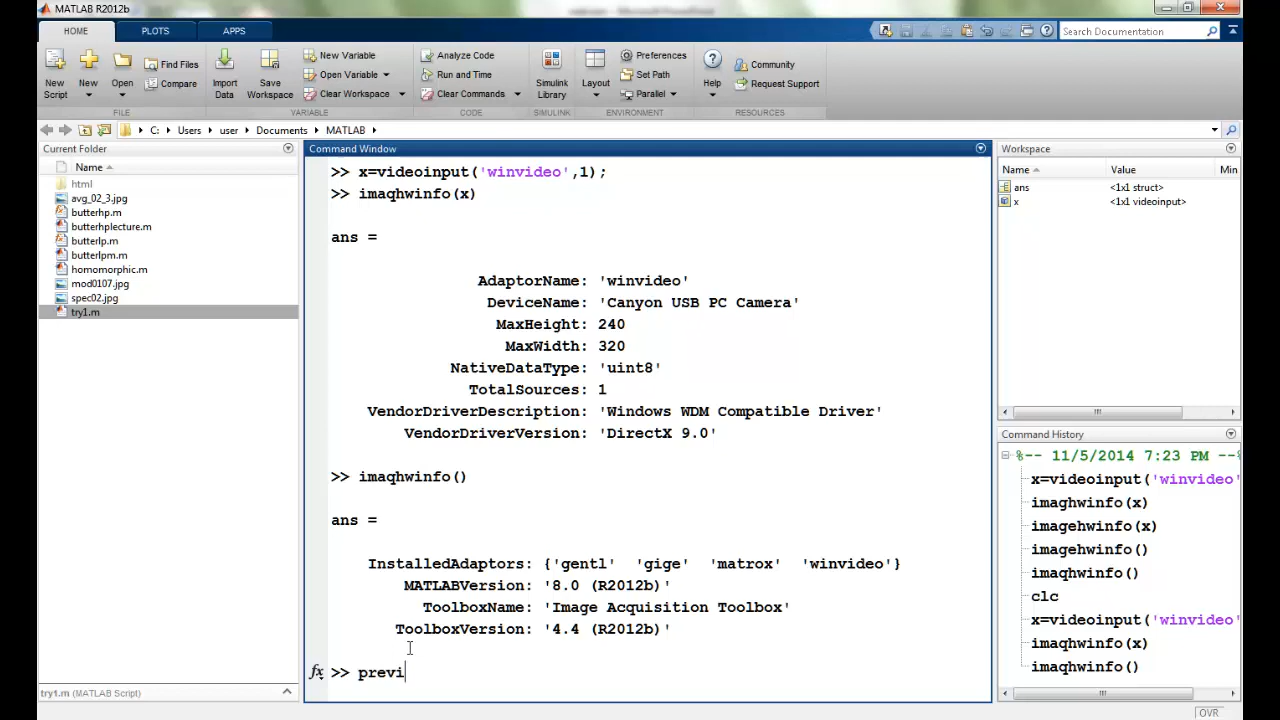 MATLAB R2012b
HOME PLOTS APPS
Search Documentation
New Script
New
Open
Find Files
Compare
Import Data
Save Workspace
New Variable
Open Variable
Clear Workspace
Analyze Code
Run and Time
Clear Commands
Simulink Library
Layout
Preferences
Set Path
Parallel
Help
Community
Request Support
FILE VARIABLE CODE SIMULINK ENVIRONMENT RESOURCES
C: Users user Documents MATLAB
Current Folder
Name
html
avg_02_3.jpg
butterhp.m
butterhplecture.m
butterlp.m
butterlpm.m
homomorphic.m
mod0107.jpg
spec02.jpg
try1.m
try1.m (MATLAB Script)
Command Window
>> x=videoinput('winvideo',1);
>> imaqhwinfo(x)
ans =
AdaptorName: 'winvideo'
DeviceName: 'Canyon USB PC Camera'
MaxHeight: 240
MaxWidth: 320
NativeDataType: 'uint8'
TotalSources: 1
VendorDriverDescription: 'Windows WDM Compatible Driver'
VendorDriverVersion: 'DirectX 9.0'
>> imaqhwinfo()
ans =
InstalledAdaptors: {'gentl' 'gige' 'matrox' 'winvideo'}
MATLABVersion: '8.0 (R2012b)'
ToolboxName: 'Image Acquisition Toolbox'
ToolboxVersion: '4.4 (R2012b)'
fx >> previ
Workspace
Name Value Min
ans <1x1 struct>
x <1x1 videoinput>
Command History
%-- 11/5/2014 7:23 PM --%
x=videoinput('winvideo'
imaqhwinfo(x)
imagehwinfo(x)
imagehwinfo()
imaqhwinfo()
clc
x=videoinput('winvideo'
imaqhwinfo(x)
imaqhwinfo()
OVR